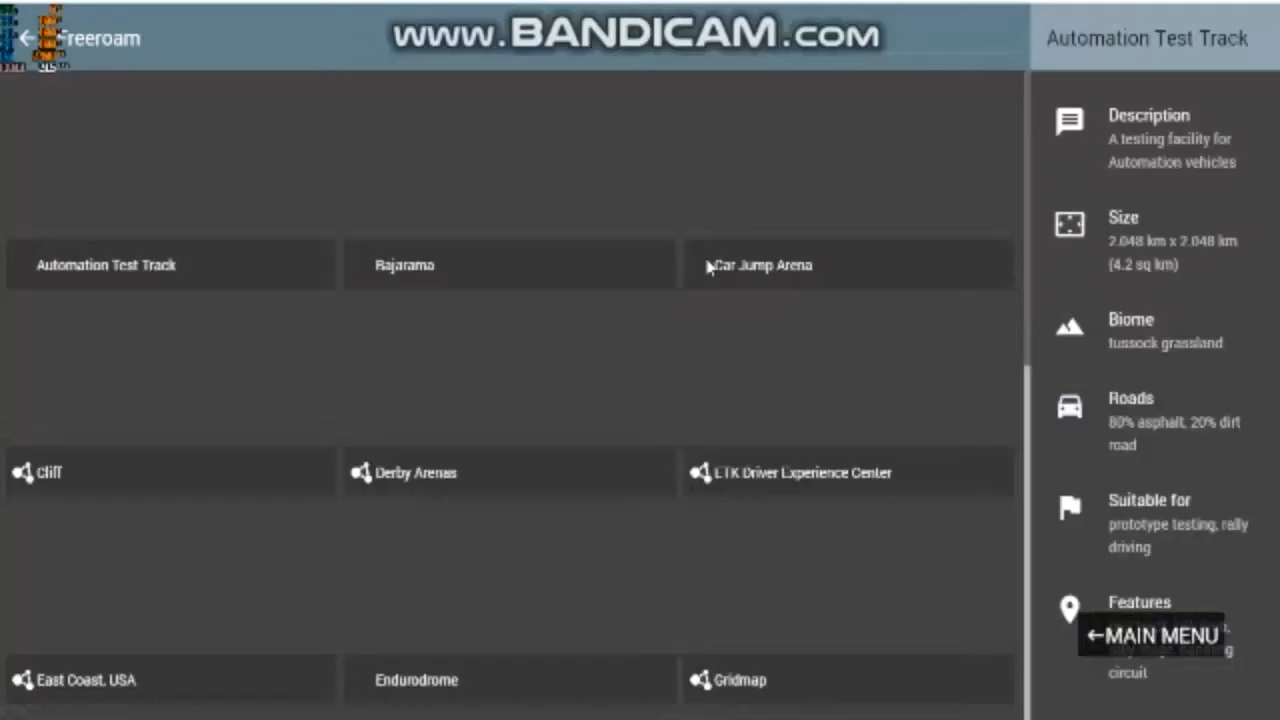 Freeroam
www.BANDICAM.com
Automation Test Track
Description
A testing facility for
Automation vehicles
Size
2.048 km x 2.048 km
(4.2 sq km)
Biome
tussock grassland
Roads
80% asphalt, 20% dirt
road
Suitable for
prototype testing, rally
driving
Features
circuit
←MAIN MENU
Automation Test Track
Rajarama
Car Jump Arena
Cliff
Derby Arenas
ETK Driver Experience Center
East Coast, USA
Endurodrome
Gridmap